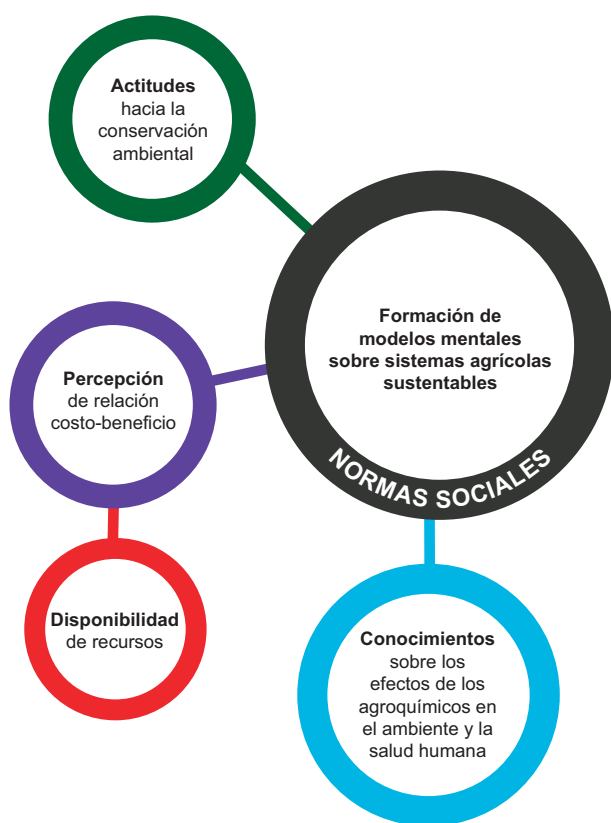 Actitudes
hacia la
conservación
ambiental
Formación de
modelos mentales
sobre sistemas agrícolas
sustentables
NORMAS SOCIALES
Percepción
de relación
costo-beneficio
Disponibilidad
de recursos
Conocimientos
sobre los
efectos de los
agroquímicos en
el ambiente y la
salud humana